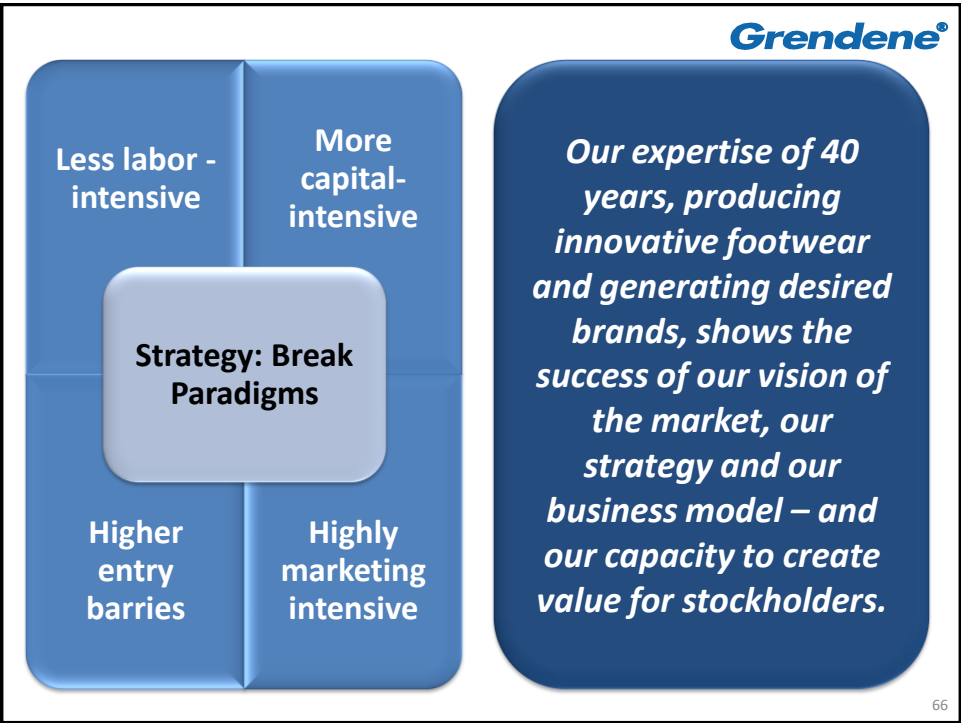 Grendene®
Less labor -
intensive
More
capital-
intensive
Strategy: Break
Paradigms
Higher
entry
barries
Highly
marketing
intensive
Our expertise of 40
years, producing
innovative footwear
and generating desired
brands, shows the
success of our vision of
the market, our
strategy and our
business model – and
our capacity to create
value for stockholders.
66